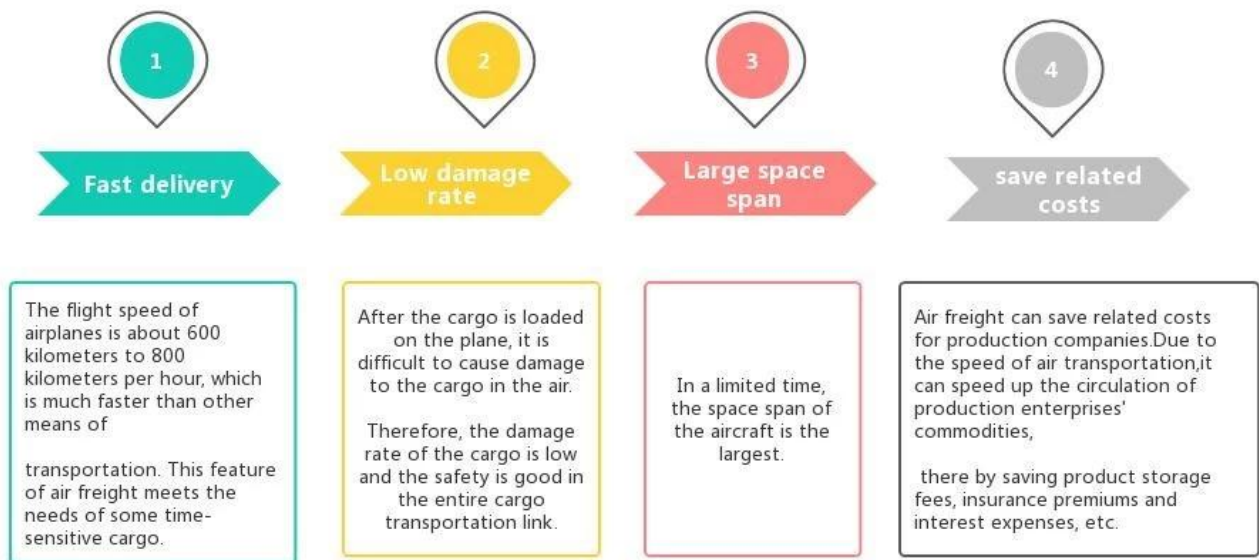 1
Fast delivery
The flight speed of
airplanes is about 600
kilometers to 800
kilometers per hour, which
is much faster than other
means of
transportation. This feature
of air freight meets the
needs of some time-
sensitive cargo.
2
Low damage
rate
After the cargo is loaded
on the plane, it is
difficult to cause damage
to the cargo in the air.
Therefore, the damage
rate of the cargo is low
and the safety is good in
the entire cargo
transportation link.
3
Large space
span
In a limited time,
the space span of
the aircraft is the
largest.
4
save related
costs
Air freight can save related costs
for production companies.Due to
the speed of air transportation,it
can speed up the circulation of
production enterprises'
commodities,
there by saving product storage
fees, insurance premiums and
interest expenses, etc.